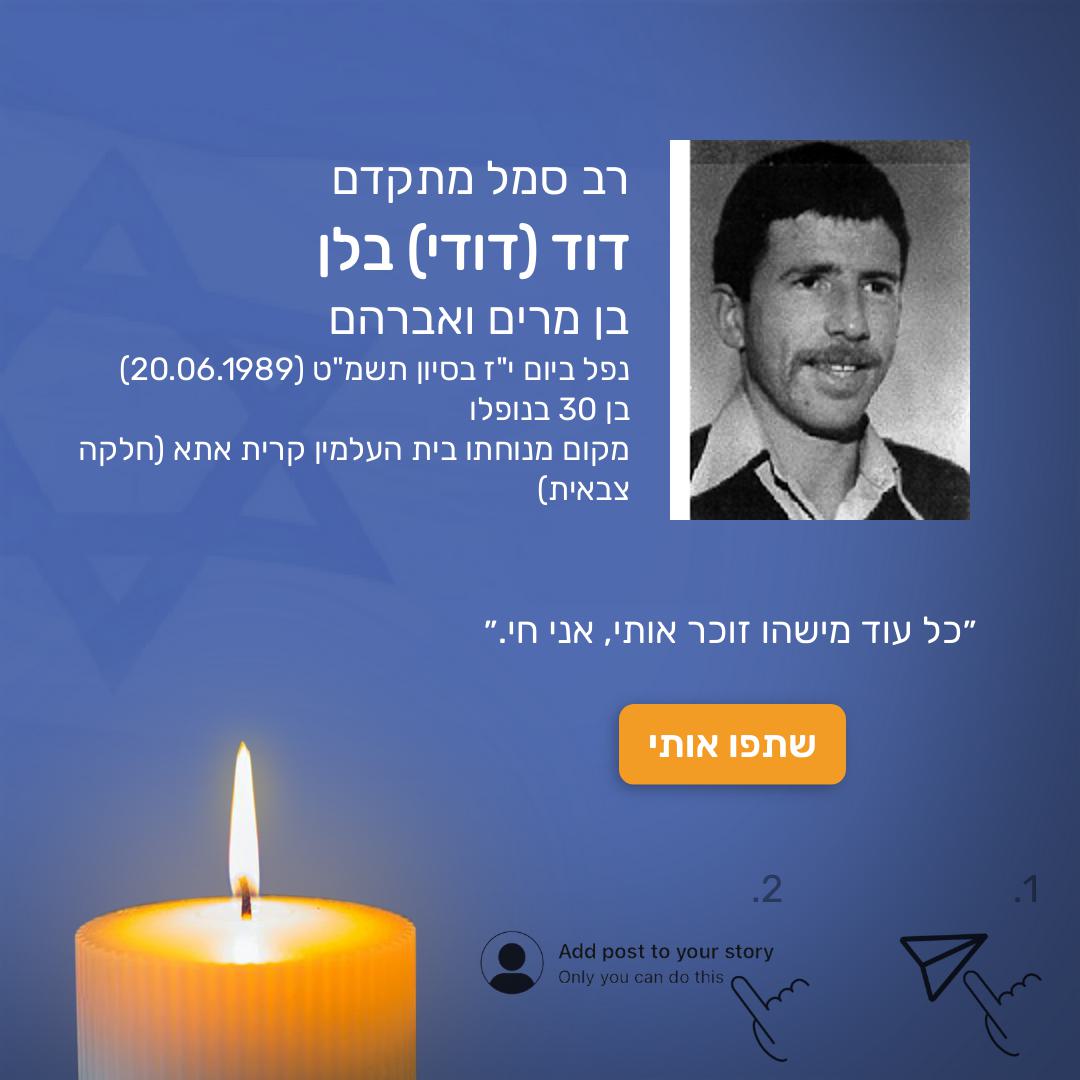 רב סמל מתקדם
דוד (דודי) בלן
בן מרים ואברהם
נפל ביום י"ז בסיון תשמ"ט (20.06.1989)
בן 30 בנופלו
מקום מנוחתו בית העלמין קרית אתא (חלקה
צבאית)
״כל עוד מישהו זוכר אותי, אני חי.״
שתפו אותי
1.
2.
Add post to your story
Only you can do this